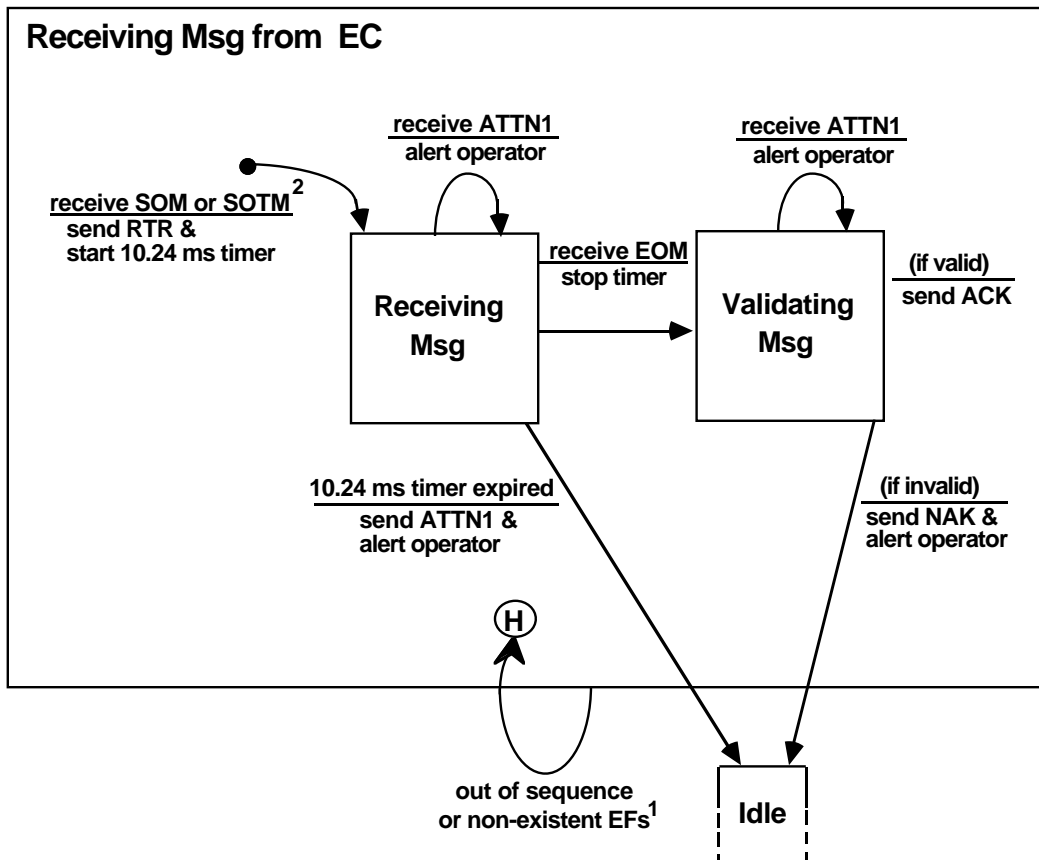 Receiving Msg from EC
receive ATTN1
alert operator
receive ATTN1
alert operator
receive SOM or SOTM²
send RTR &
start 10.24 ms timer
receive EOM
stop timer
(if valid)
send ACK
Receiving
Msg
Validating
Msg
10.24 ms timer expired
send ATTN1 &
alert operator
(if invalid)
send NAK &
alert operator
H
out of sequence
or non-existent EFs¹
Idle